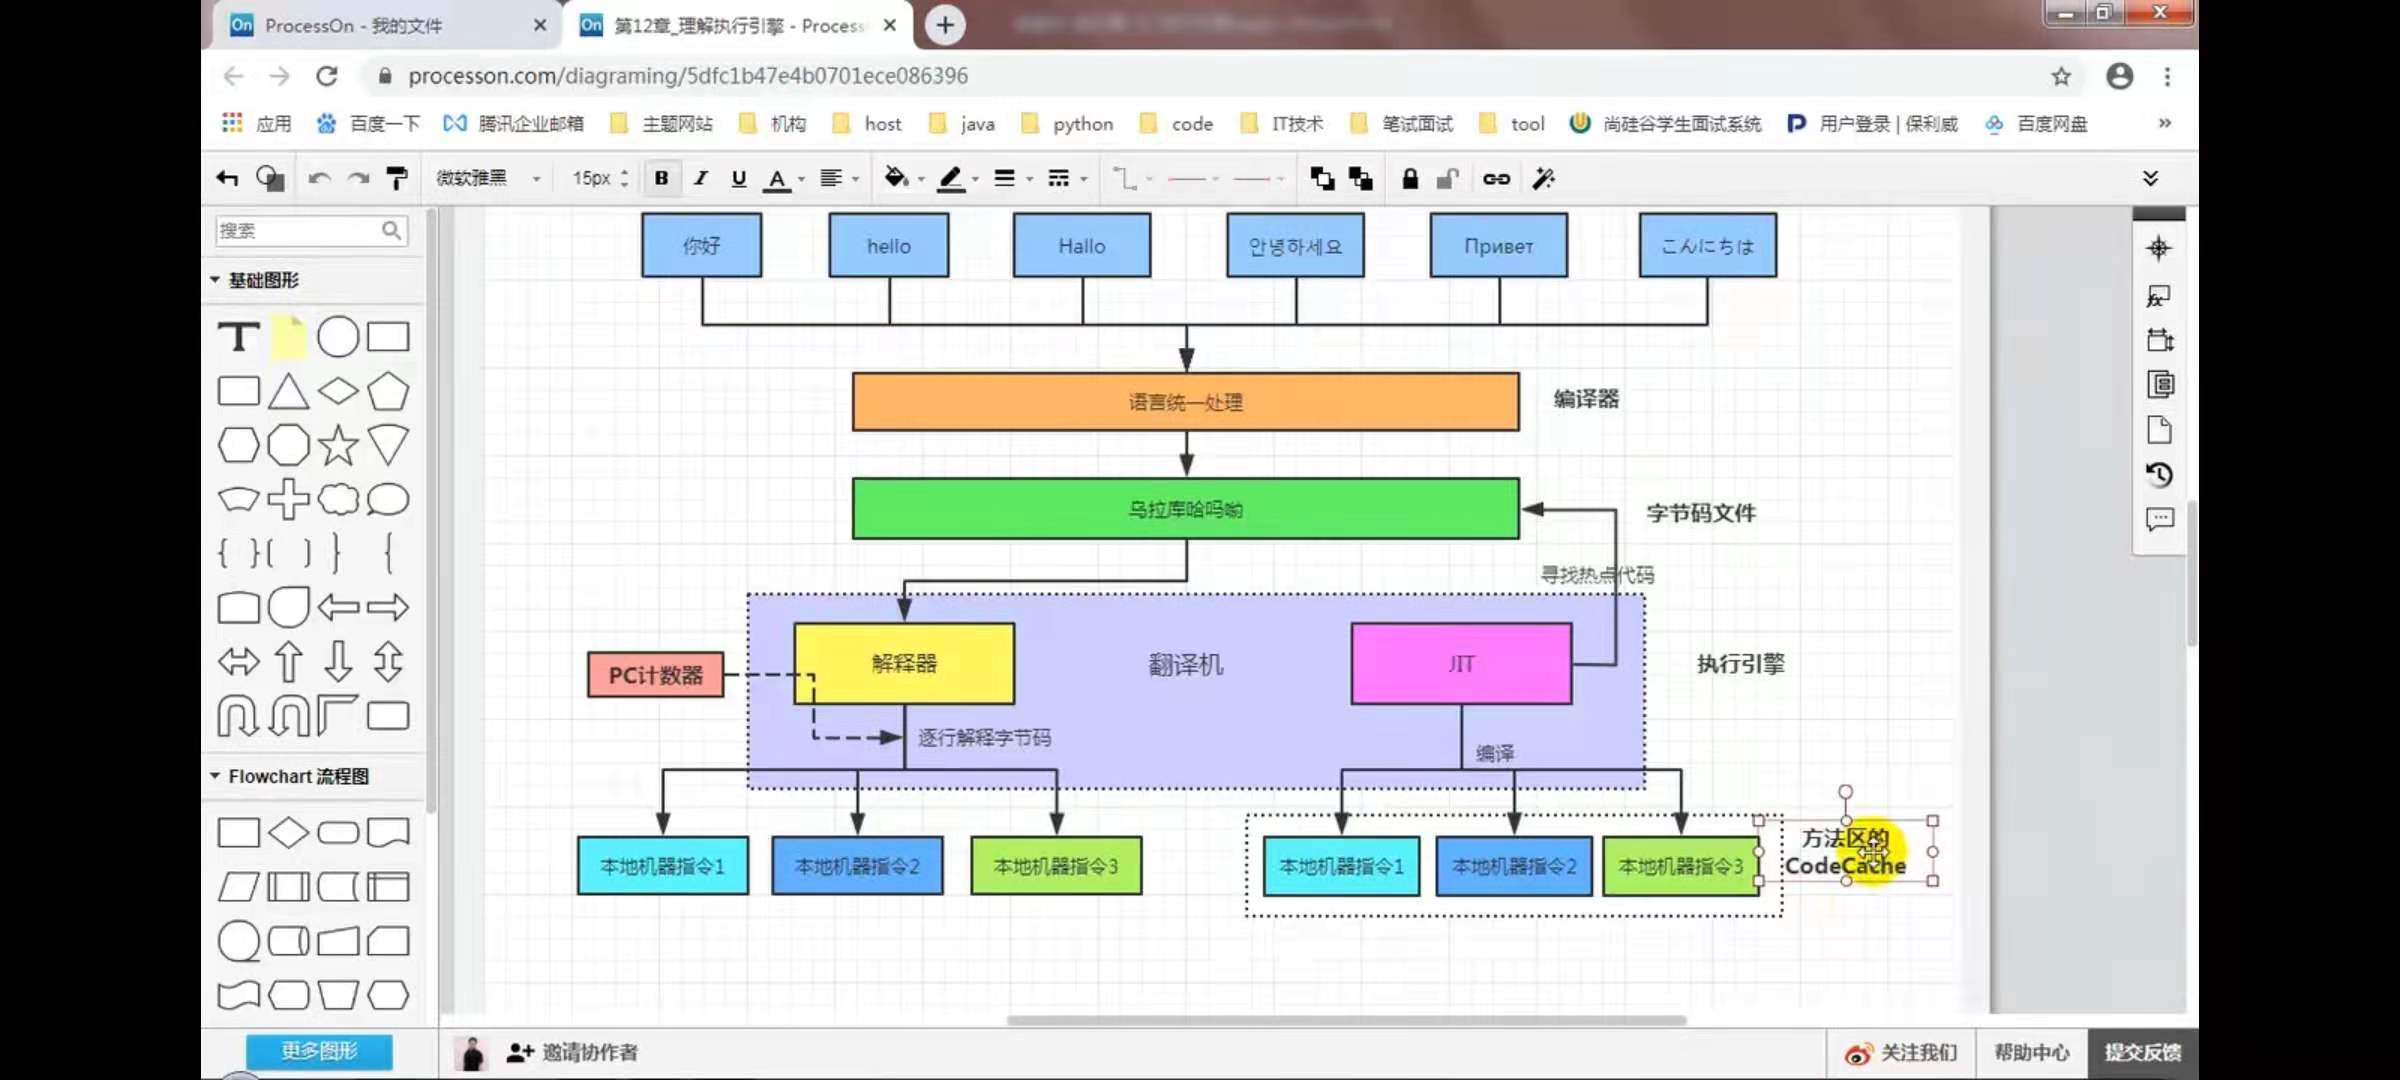 ProcessOn - 我的文件
第12章_理解执行引擎 - Process
processon.com/diagraming/5dfc1b47e4b0701ece086396
应用
百度一下
腾讯企业邮箱
主题网站
机构
host
java
python
code
IT技术
笔试面试
tool
尚硅谷学生面试系统
用户登录 | 保利威
百度网盘
»
微软雅黑
15px
B
I
U
A
搜索
基础图形
T
Flowchart 流程图
更多图形
你好
hello
Hallo
안녕하세요
Привет
こんにちは
语言统一处理
编译器
乌拉库哈吗呦
字节码文件
寻找热点代码
PC计数器
解释器
翻译机
JIT
执行引擎
逐行解释字节码
编译
本地机器指令1
本地机器指令2
本地机器指令3
本地机器指令1
本地机器指令2
本地机器指令3
方法区的
CodeCache
邀请协作者
关注我们
帮助中心
提交反馈